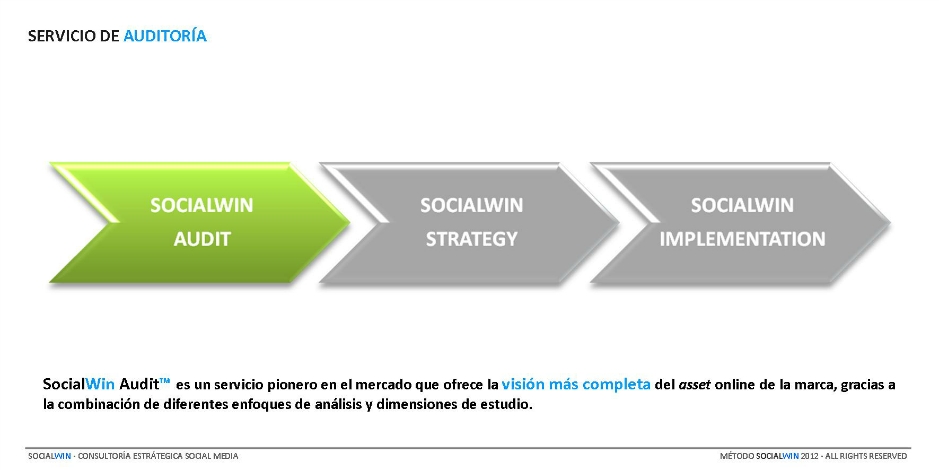 SERVICIO DE AUDITORÍA
SOCIALWIN
AUDIT
SOCIALWIN
STRATEGY
SOCIALWIN
IMPLEMENTATION
SocialWin Audit™ es un servicio pionero en el mercado que ofrece la visión más completa del asset online de la marca, gracias a
la combinación de diferentes enfoques de análisis y dimensiones de estudio.
SOCIALWIN - CONSULTORÍA ESTRÁTEGICA SOCIAL MEDIA
MÉTODO SOCIALWIN 2012 - ALL RIGHTS RESERVED